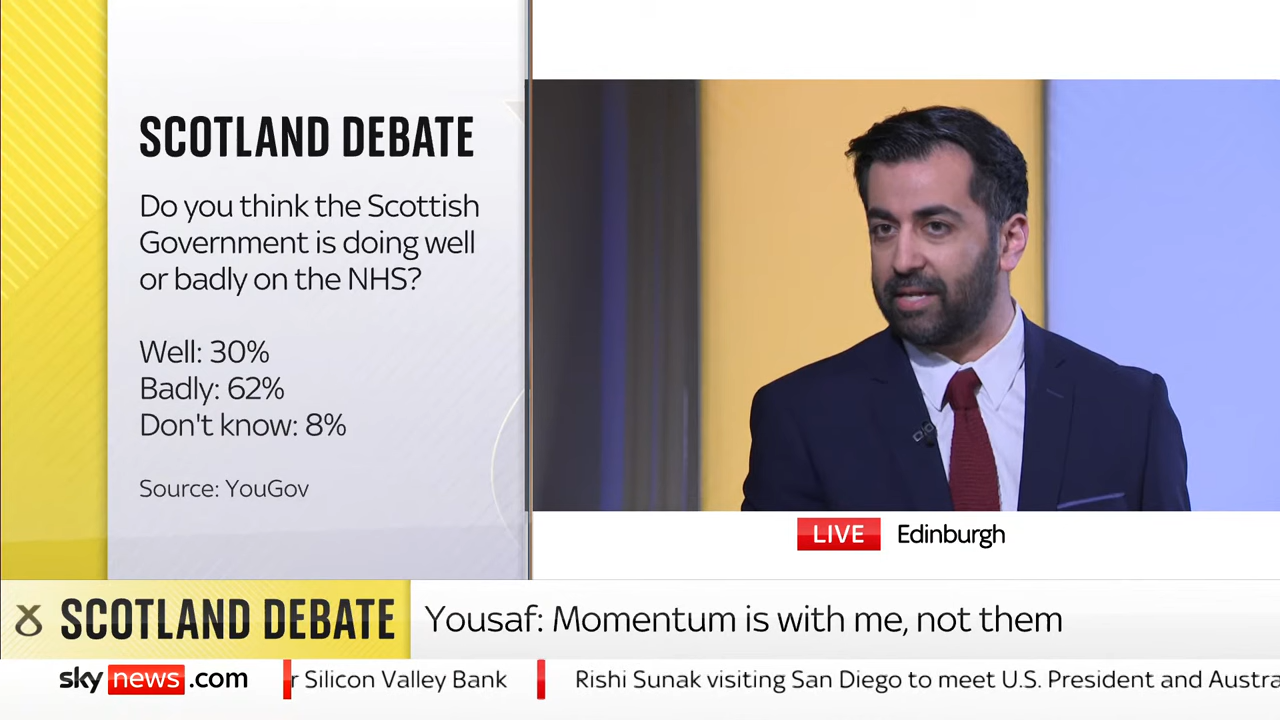 SCOTLAND DEBATE
Do you think the Scottish
Government is doing well
or badly on the NHS?
Well: 30%
Badly: 62%
Don't know: 8%
Source: YouGov
LIVE Edinburgh
SCOTLAND DEBATE Yousaf: Momentum is with me, not them
sky news.com r Silicon Valley Bank Rishi Sunak visiting San Diego to meet U.S. President and Austra